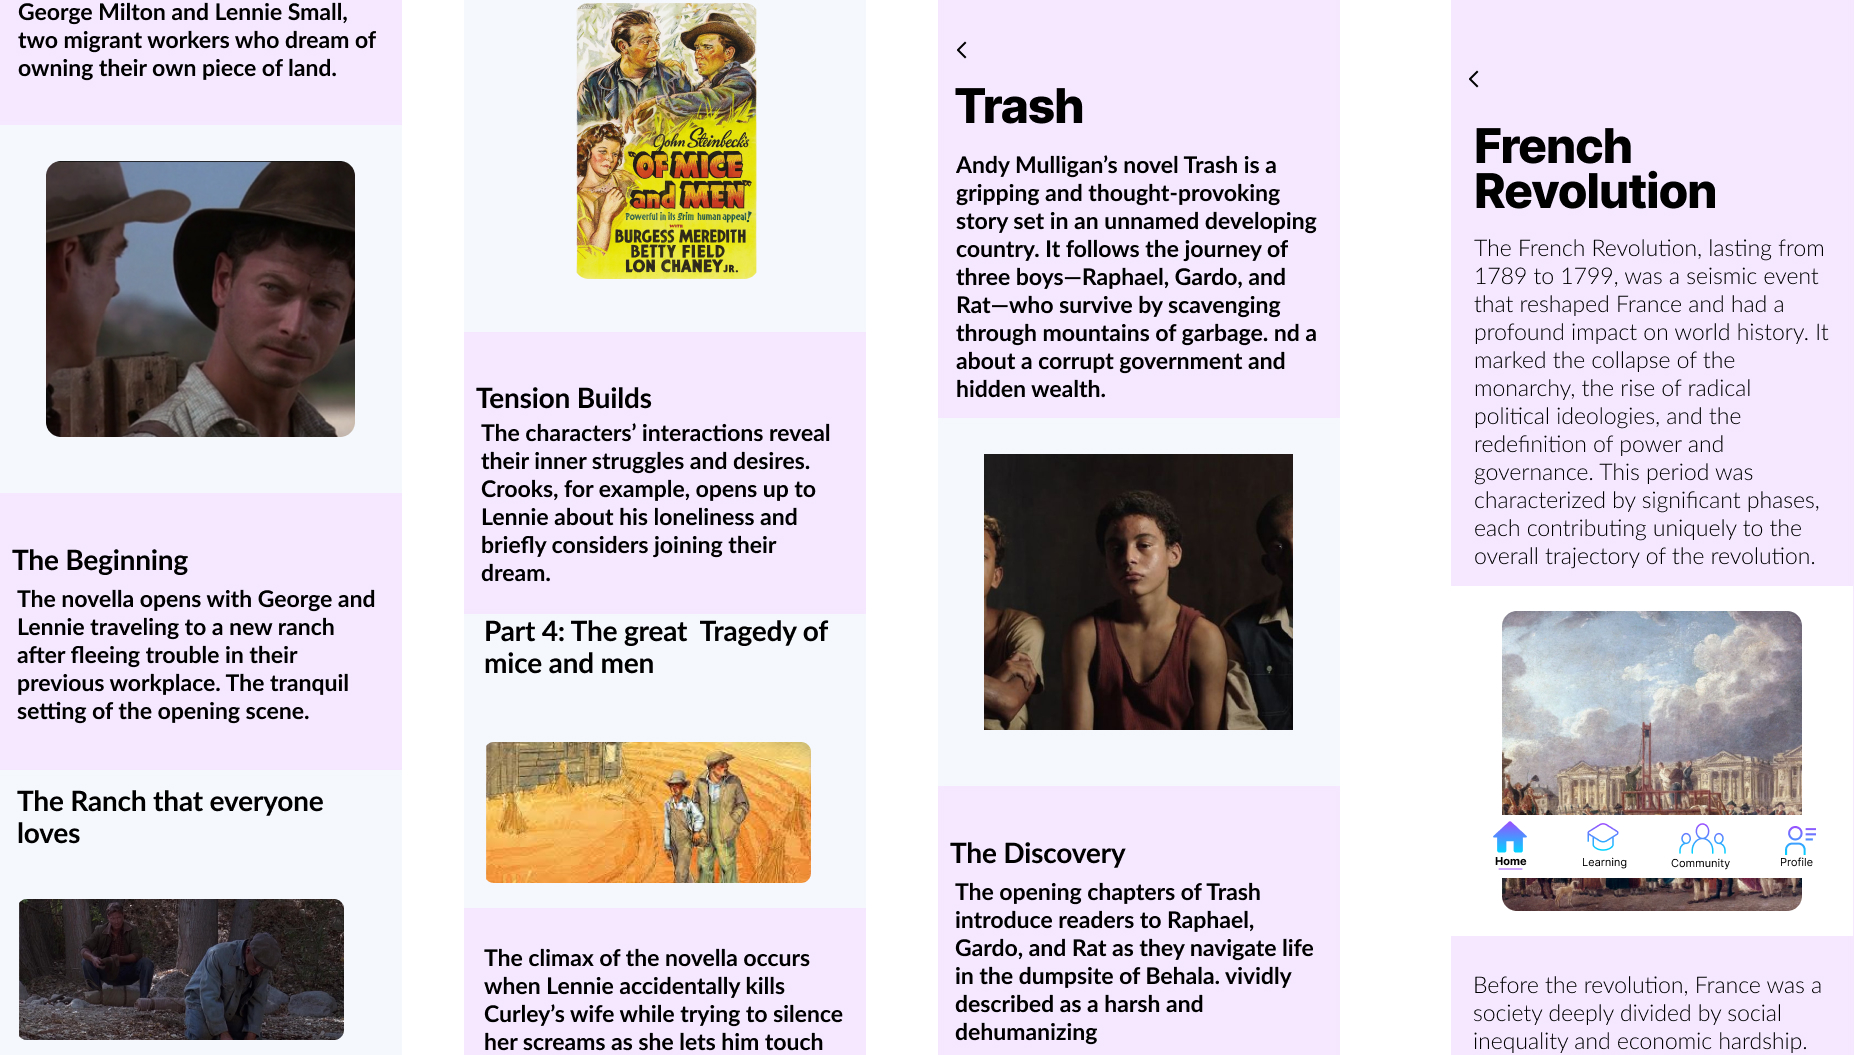 George Milton and Lennie Small,
two migrant workers who dream of
owning their own piece of land.
The Beginning
The novella opens with George and
Lennie traveling to a new ranch
after fleeing trouble in their
previous workplace. The tranquil
setting of the opening scene.
The Ranch that everyone
loves
John Steinbeck's
"OF MICE
and MEN"
Powerful in its grim human appeal!
WITH
BURGESS MEREDITH
BETTY FIELD
LON CHANEY JR.
Tension Builds
The characters’ interactions reveal
their inner struggles and desires.
Crooks, for example, opens up to
Lennie about his loneliness and
briefly considers joining their
dream.
Part 4: The great  Tragedy of
mice and men
The climax of the novella occurs
when Lennie accidentally kills
Curley’s wife while trying to silence
her screams as she lets him touch
Trash
Andy Mulligan’s novel Trash is a
gripping and thought-provoking
story set in an unnamed developing
country. It follows the journey of
three boys—Raphael, Gardo, and
Rat—who survive by scavenging
through mountains of garbage. nd a
about a corrupt government and
hidden wealth.
The Discovery
The opening chapters of Trash
introduce readers to Raphael,
Gardo, and Rat as they navigate life
in the dumpsite of Behala. vividly
described as a harsh and
dehumanizing
French
Revolution
The French Revolution, lasting from
1789 to 1799, was a seismic event
that reshaped France and had a
profound impact on world history. It
marked the collapse of the
monarchy, the rise of radical
political ideologies, and the
redefinition of power and
governance. This period was
characterized by significant phases,
each contributing uniquely to the
overall trajectory of the revolution.
Home
Learning
Community
Profile
Before the revolution, France was a
society deeply divided by social
inequality and economic hardship.